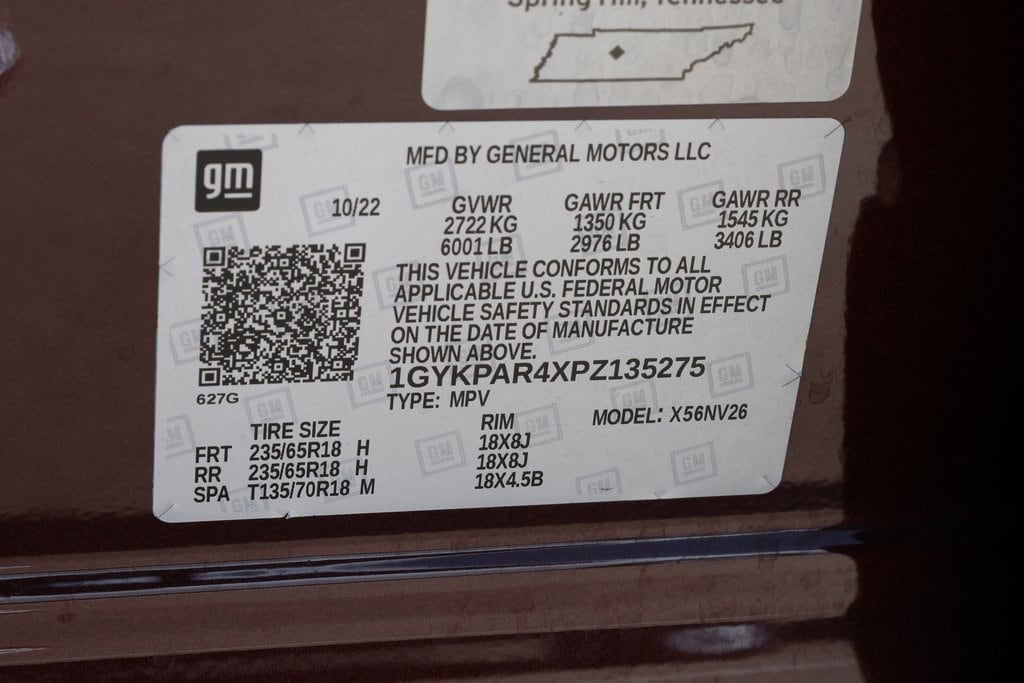 Spring Hill, Tennessee
gm
MFD BY GENERAL MOTORS LLC
10/22
GVWR GAWR FRT GAWR RR
2722 KG 1350 KG 1545 KG
6001 LB 2976 LB 3406 LB
THIS VEHICLE CONFORMS TO ALL
APPLICABLE U.S. FEDERAL MOTOR
VEHICLE SAFETY STANDARDS IN EFFECT
ON THE DATE OF MANUFACTURE
SHOWN ABOVE.
1GYKPAR4XPZ135275
627G
TYPE: MPV
MODEL: X56NV26
TIRE SIZE RIM
FRT 235/65R18 H 18X8J
RR 235/65R18 H 18X8J
SPA T135/70R18 M 18X4.5B